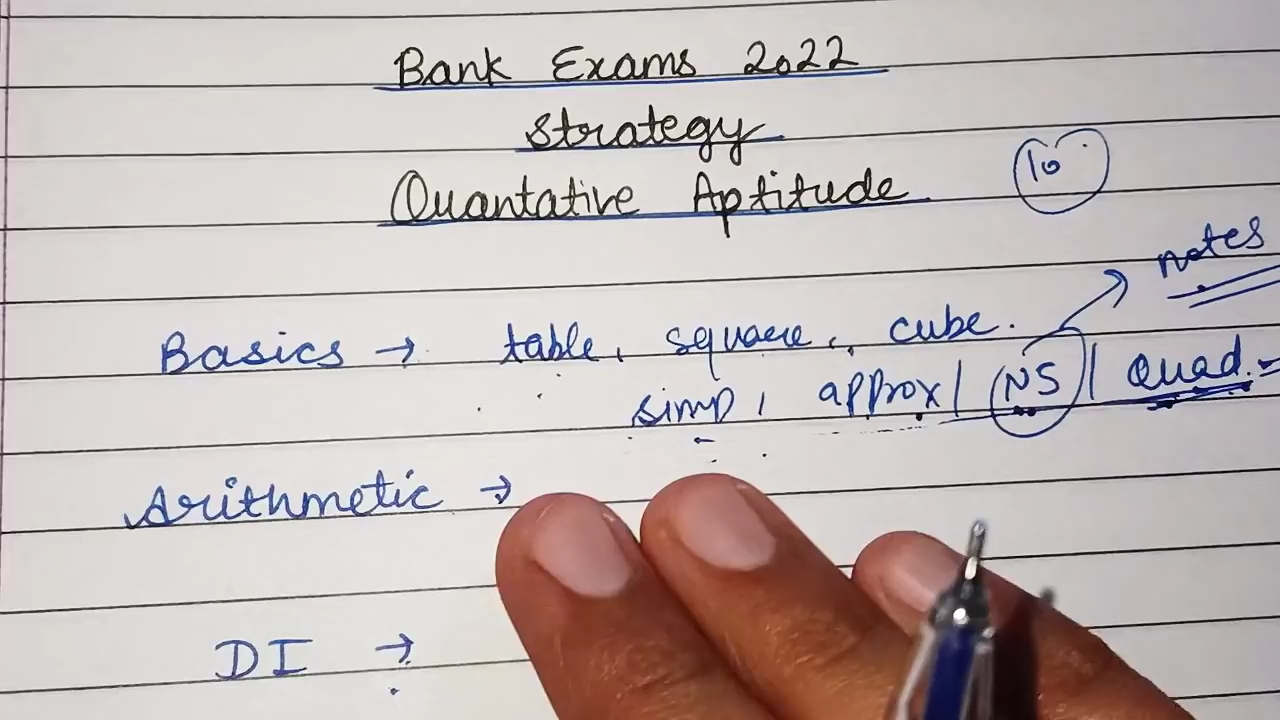 Bank Exams 2022
Strategy
Quantative Aptitude
10
notes
Basics → table, square, cube.
simp, approx / NS / Quad.
Arithmetic →
DI →